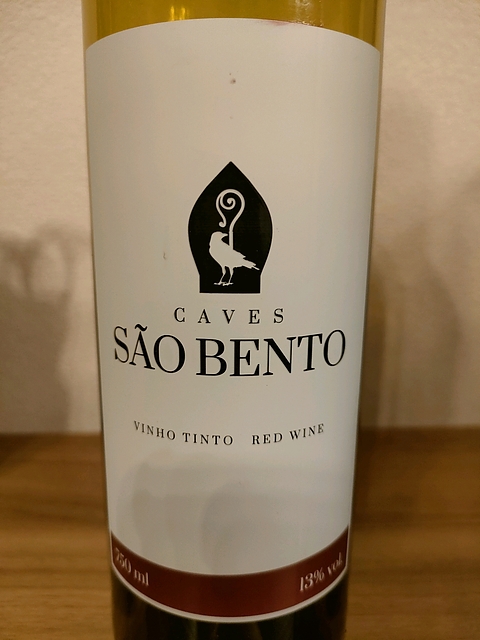 CAVES
SÃO BENTO
VINHO TINTO RED WINE
750 ml 13% vol.